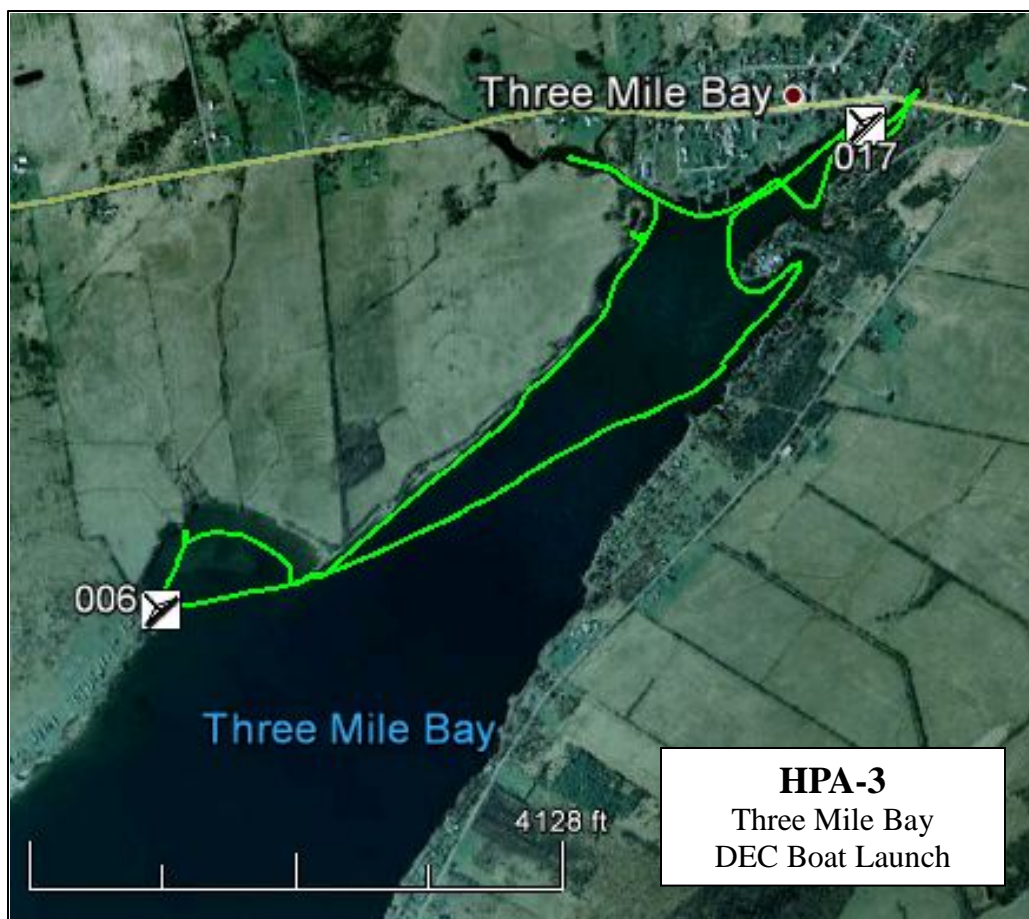 Three Mile Bay
017
006
Three Mile Bay
4128 ft
HPA-3
Three Mile Bay
DEC Boat Launch